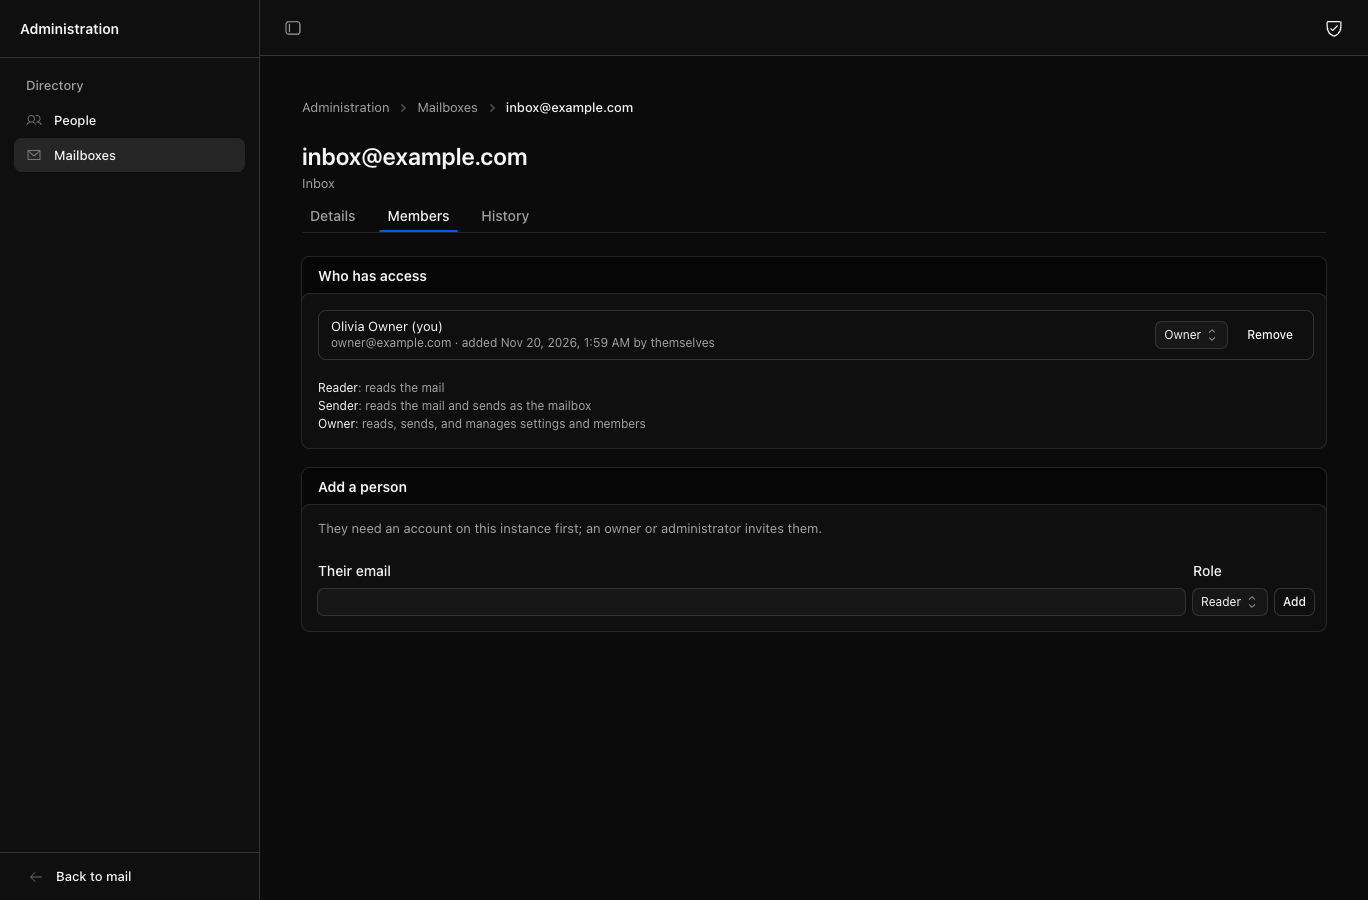 Administration
Directory
People
Mailboxes
Back to mail
Administration > Mailboxes > inbox@example.com
inbox@example.com
Inbox
Details Members History
Who has access
Olivia Owner (you)
owner@example.com · added Nov 20, 2026, 1:59 AM by themselves
Owner Remove
Reader: reads the mail
Sender: reads the mail and sends as the mailbox
Owner: reads, sends, and manages settings and members
Add a person
They need an account on this instance first; an owner or administrator invites them.
Their email Role
Reader Add